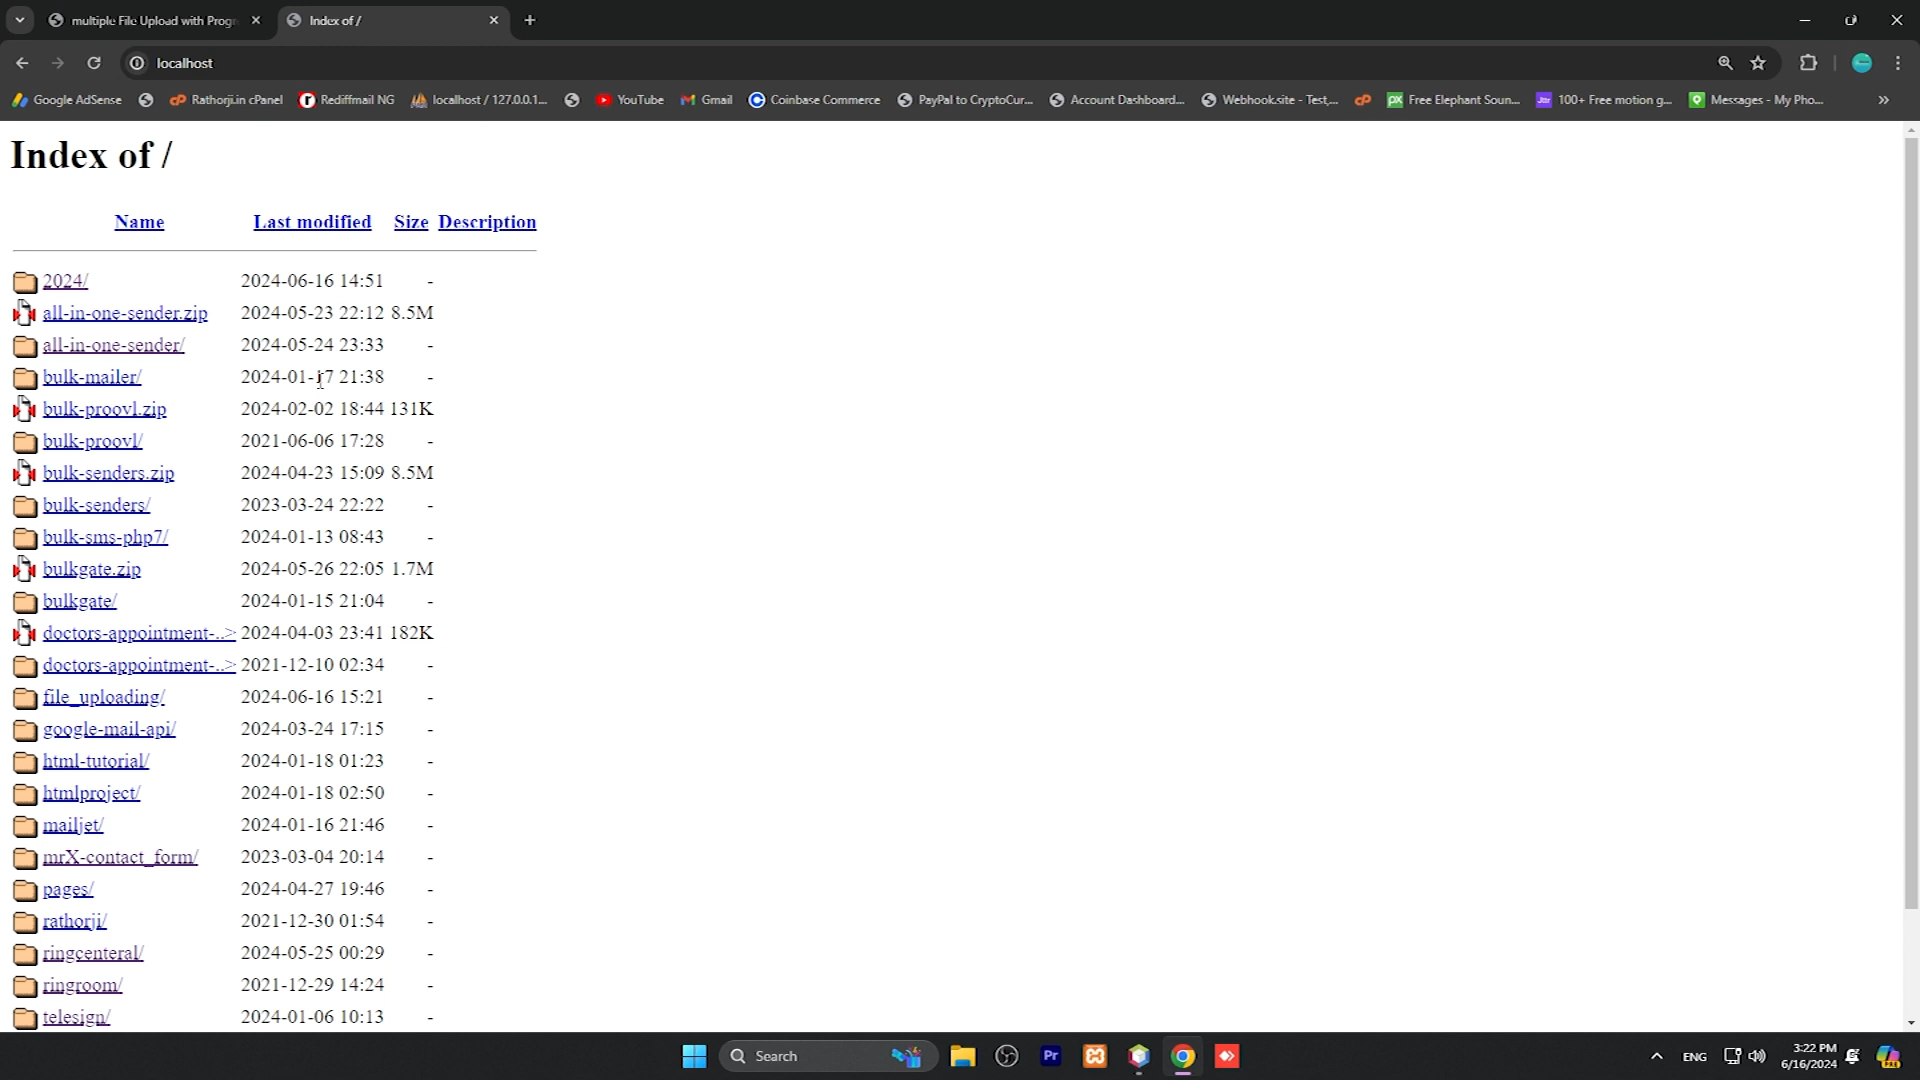 multiple File Upload with Progr
Index of /
localhost
Google AdSense
Rathorji.in cPanel
Rediffmail NG
localhost / 127.0.0.1...
YouTube
Gmail
Coinbase Commerce
PayPal to CryptoCur...
Account Dashboard...
Webhook.site - Test,...
Free Elephant Soun...
100+ Free motion g...
Messages - My Pho...
Index of /
Name Last modified Size Description
2024/ 2024-06-16 14:51 -
all-in-one-sender.zip 2024-05-23 22:12 8.5M
all-in-one-sender/ 2024-05-24 23:33 -
bulk-mailer/ 2024-01-17 21:38 -
bulk-proovl.zip 2024-02-02 18:44 131K
bulk-proovl/ 2021-06-06 17:28 -
bulk-senders.zip 2024-04-23 15:09 8.5M
bulk-senders/ 2023-03-24 22:22 -
bulk-sms-php7/ 2024-01-13 08:43 -
bulkgate.zip 2024-05-26 22:05 1.7M
bulkgate/ 2024-01-15 21:04 -
doctors-appointment-..> 2024-04-03 23:41 182K
doctors-appointment-..> 2021-12-10 02:34 -
file_uploading/ 2024-06-16 15:21 -
google-mail-api/ 2024-03-24 17:15 -
html-tutorial/ 2024-01-18 01:23 -
htmlproject/ 2024-01-18 02:50 -
mailjet/ 2024-01-16 21:46 -
mrX-contact_form/ 2023-03-04 20:14 -
pages/ 2024-04-27 19:46 -
rathorji/ 2021-12-30 01:54 -
ringcenteral/ 2024-05-25 00:29 -
ringroom/ 2021-12-29 14:24 -
telesign/ 2024-01-06 10:13 -
Search
Pr
ENG
3:22 PM
6/16/2024